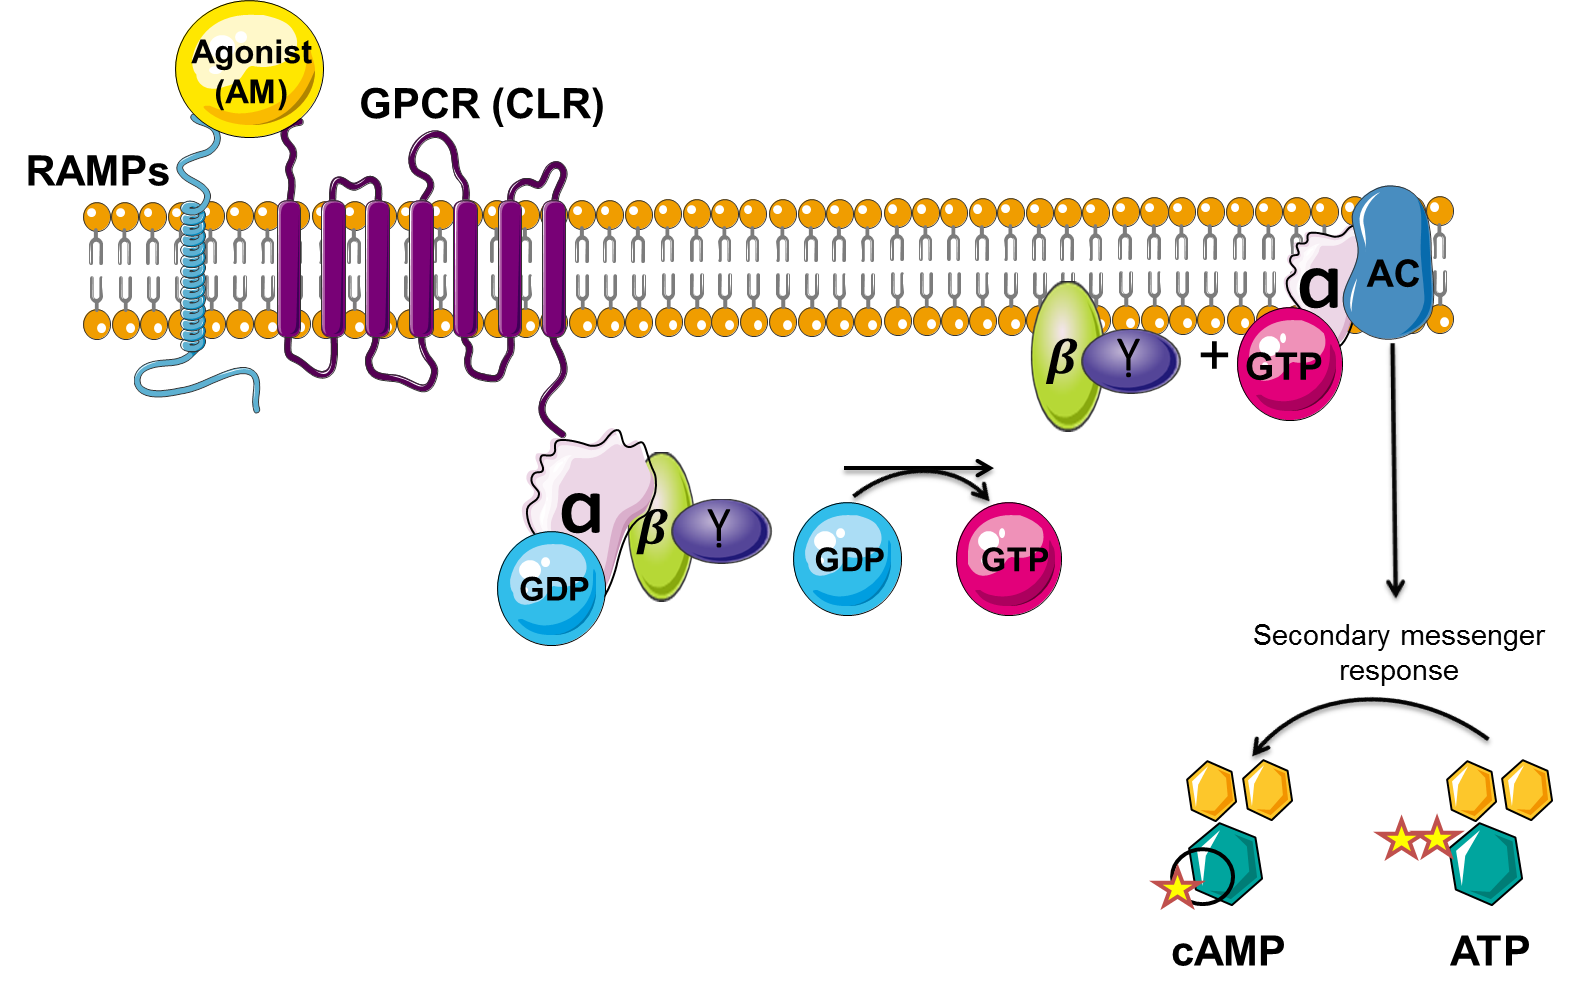 Agonist
(AM)
GPCR (CLR)
RAMPs
α
AC
β
γ
+
GTP
α
β
γ
GDP
GDP
GTP
Secondary messenger
response
cAMP
ATP